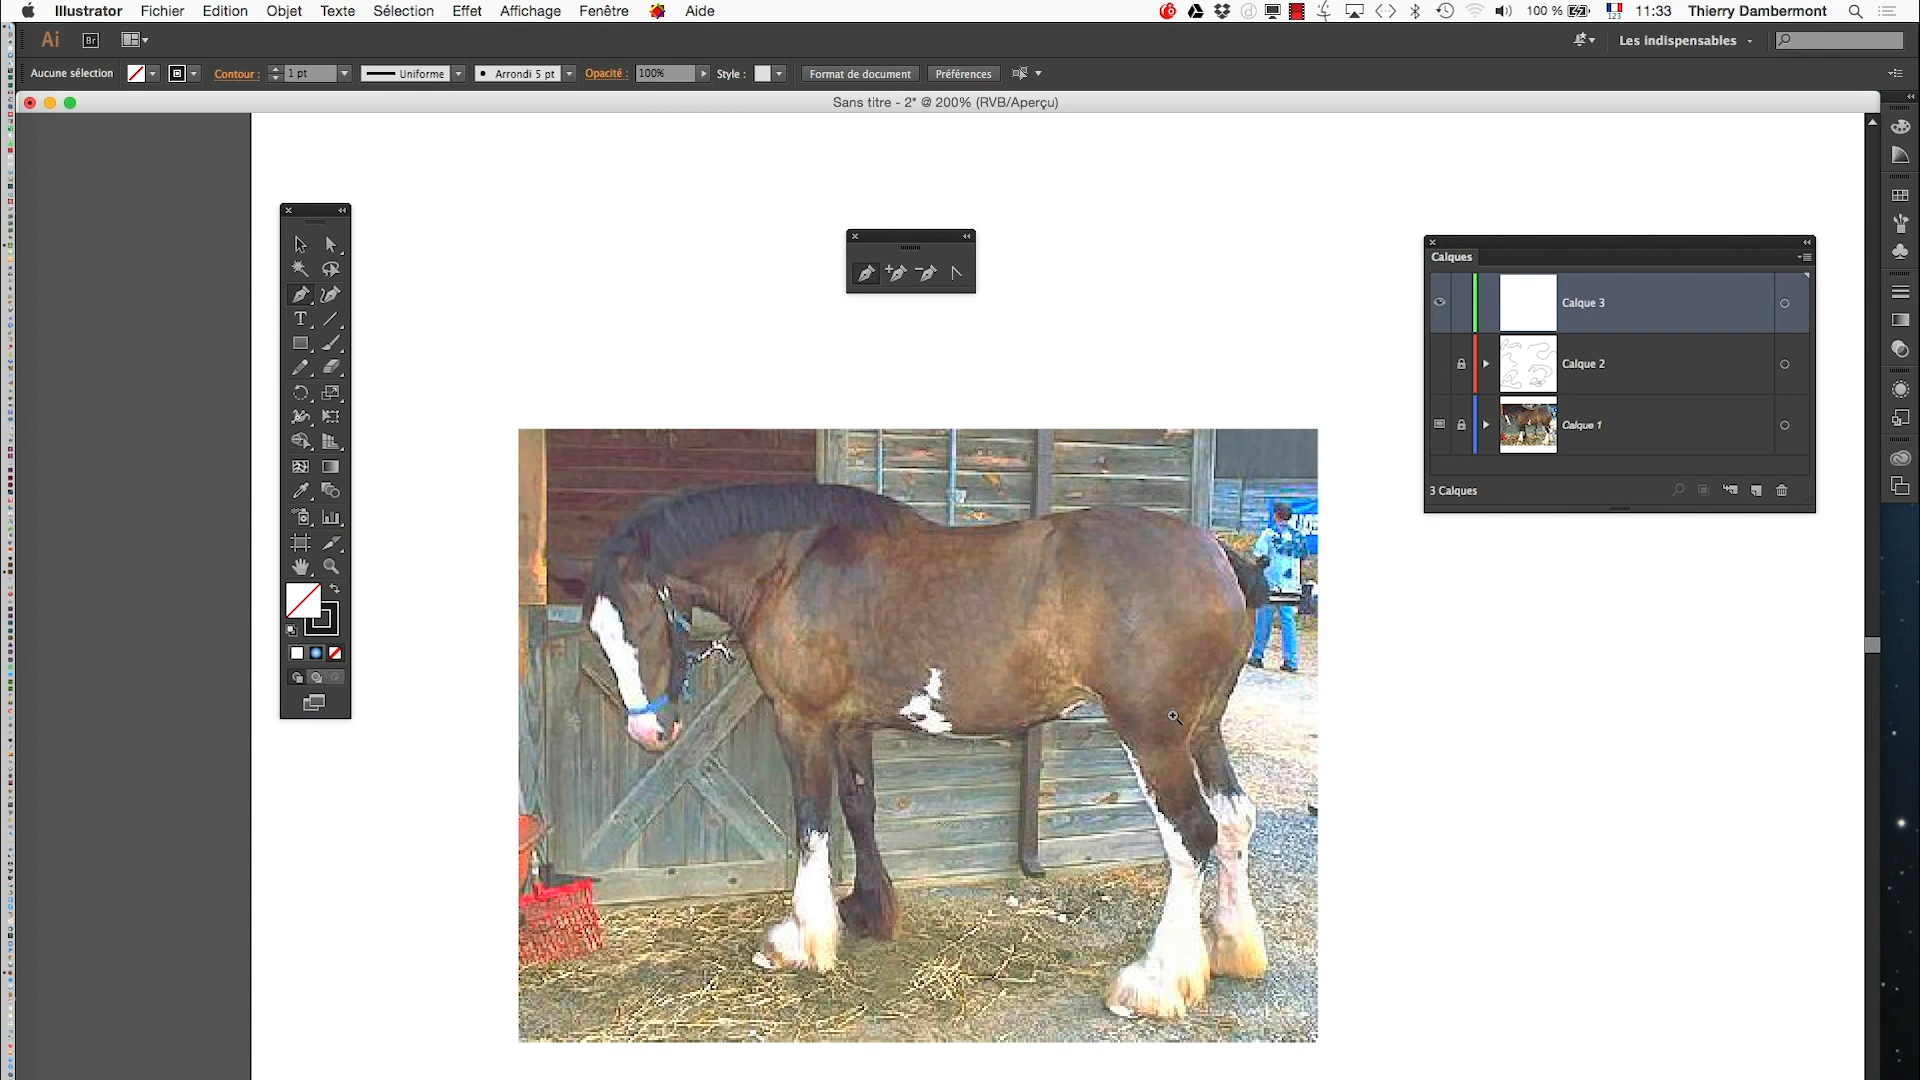 Illustrator Fichier Edition Objet Texte Sélection Effet Affichage Fenêtre Aide 100 % 123 11:33 Thierry Dambermont
Ai Br Les indispensables
Aucune sélection Contour : 1 pt Uniforme Arrondi 5 pt Opacité : 100% Style : Format de document Préférences
Sans titre - 2* @ 200% (RVB/Aperçu)
Calques
Calque 3
Calque 2
Calque 1
3 Calques
T